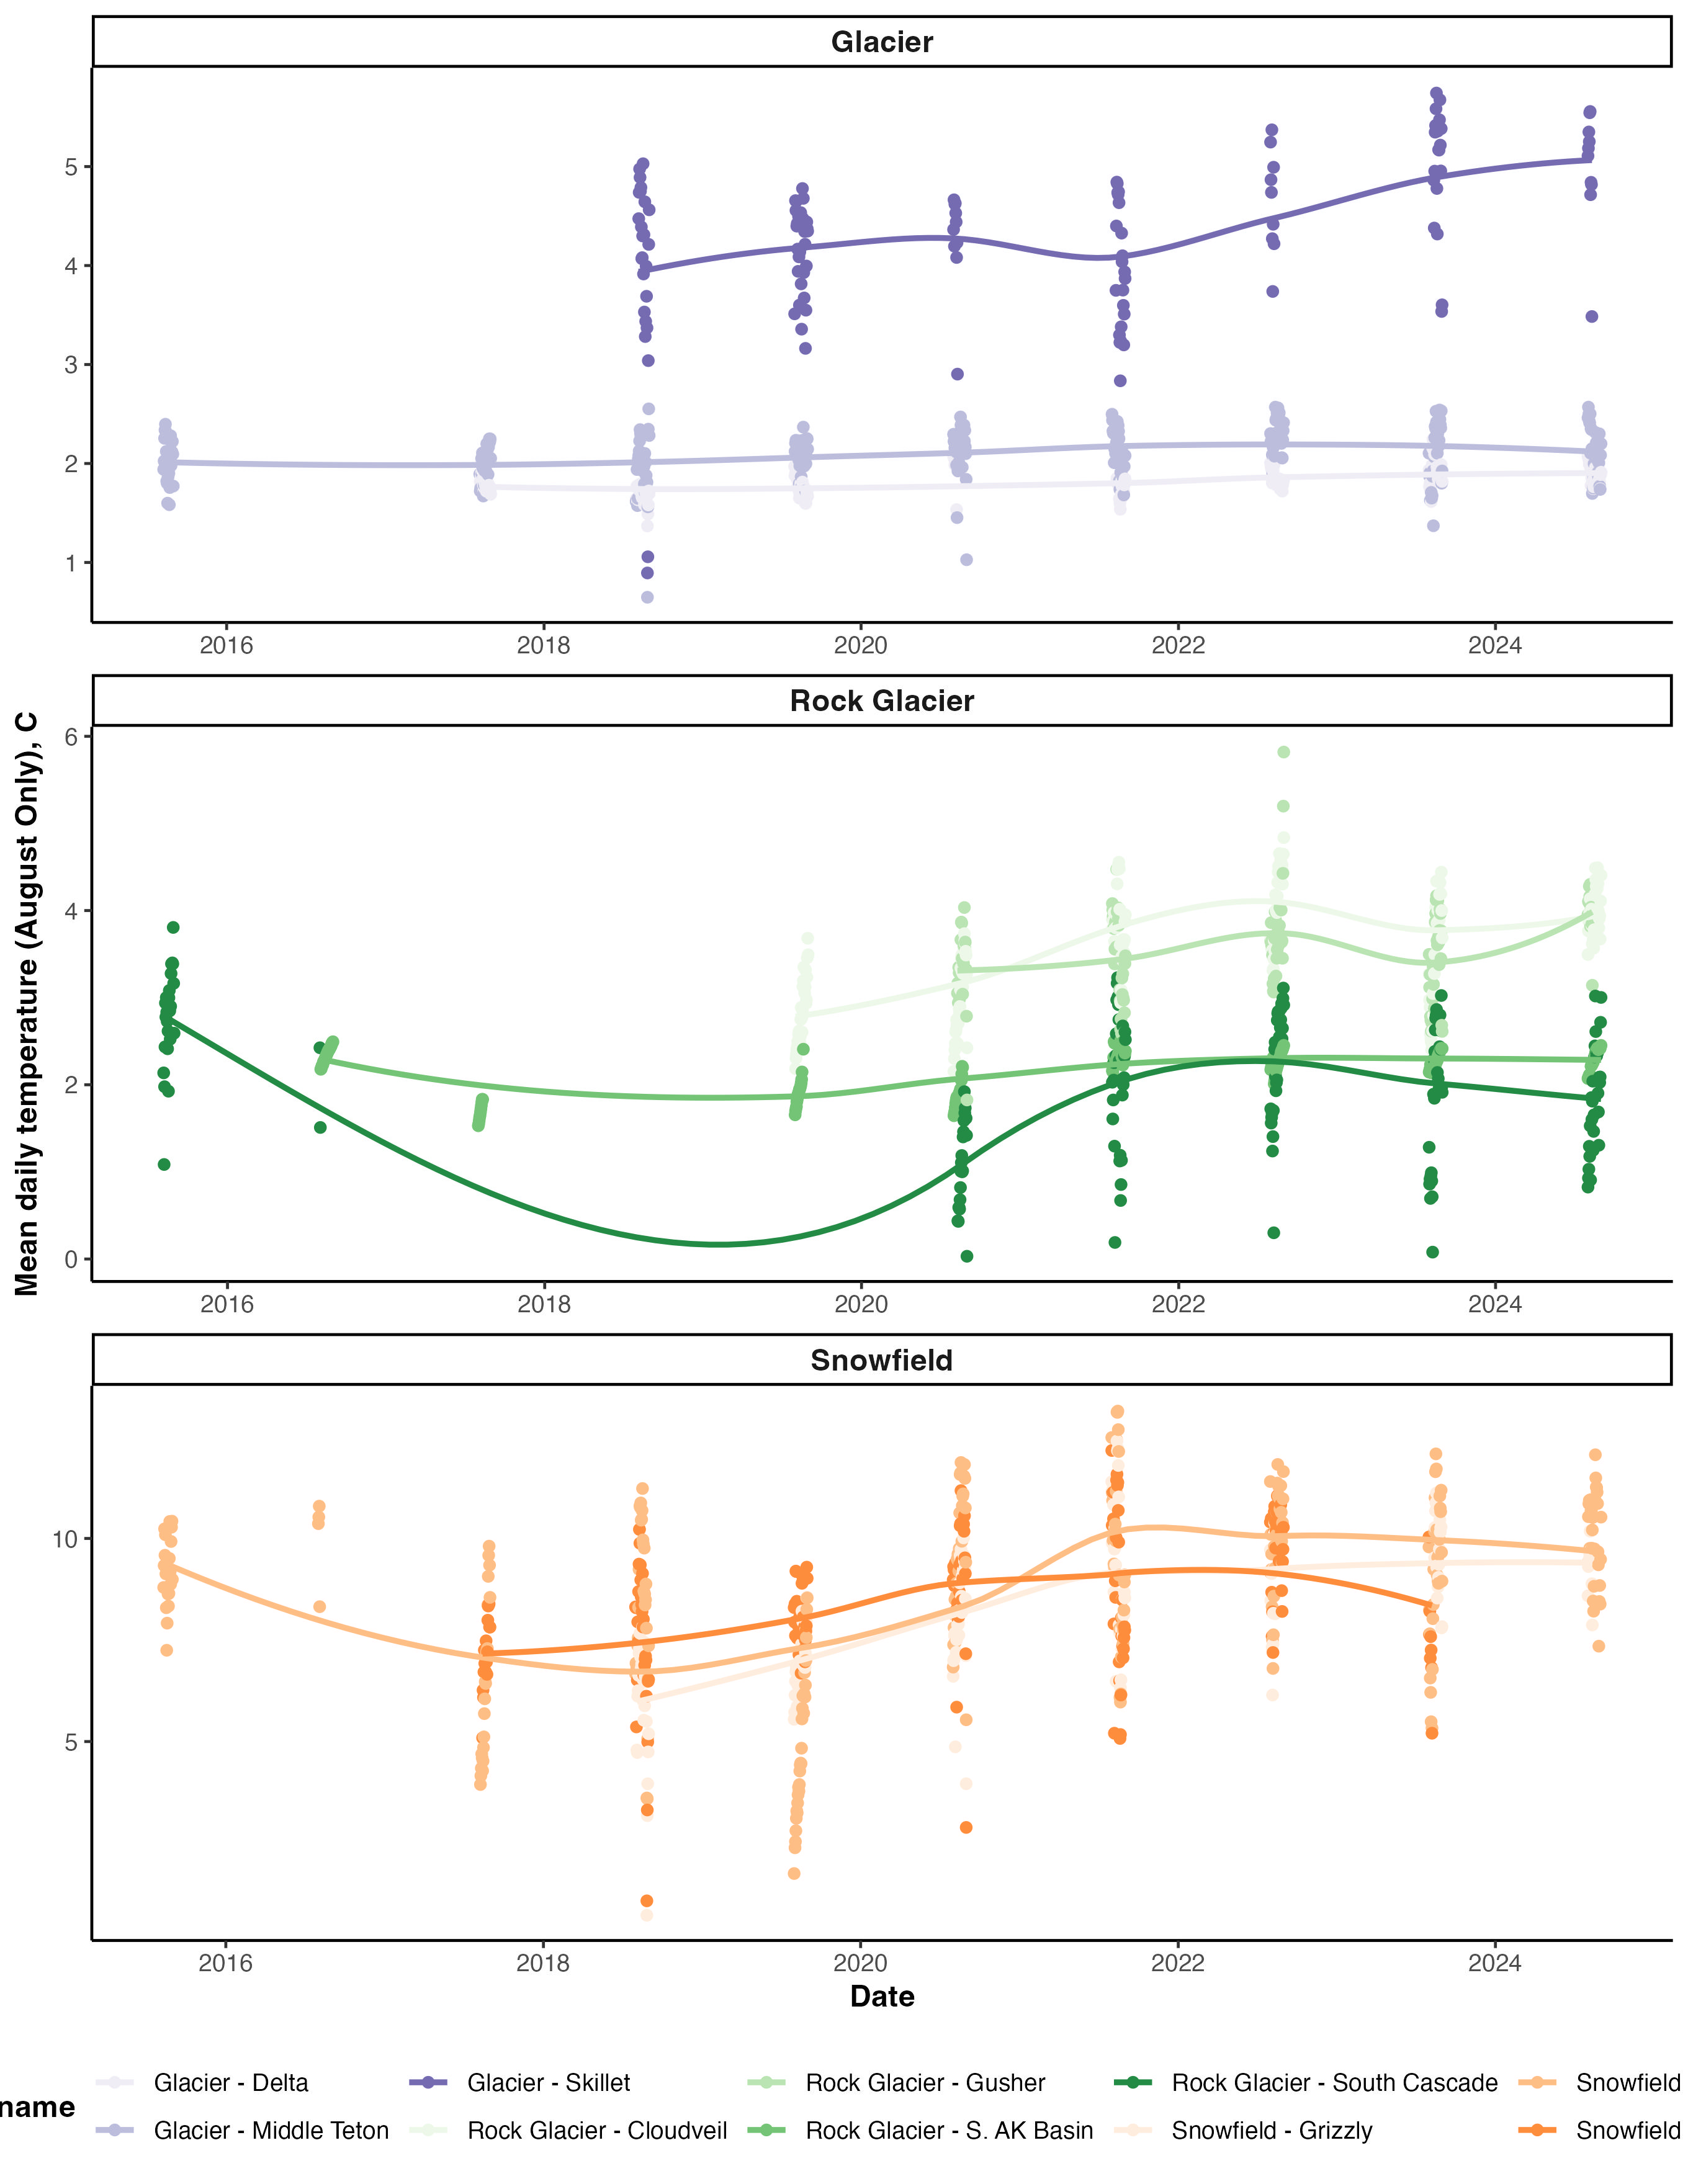 Glacier
5
4
3
2
1
2016 2018 2020 2022 2024
Rock Glacier
6
4
2
0
2016 2018 2020 2022 2024
Mean daily temperature (August Only), C
Snowfield
10
5
2016 2018 2020 2022 2024
Date
name
Glacier - Delta Glacier - Skillet Rock Glacier - Gusher Rock Glacier - South Cascade Snowfield
Glacier - Middle Teton Rock Glacier - Cloudveil Rock Glacier - S. AK Basin Snowfield - Grizzly Snowfield